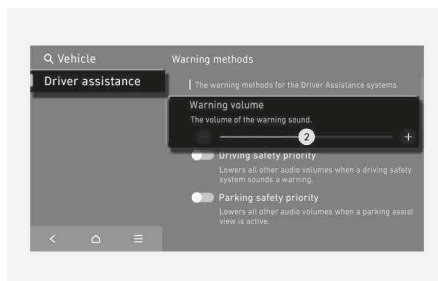 Vehicle
Driver assistance
Warning methods
The warning methods for the Driver Assistance systems.
Warning volume
The volume of the warning sound.
2
Driving safety priority
Lowers all other audio volumes when a driving safety
system sounds a warning.
Parking safety priority
Lowers all other audio volumes when a parking assist
view is active.